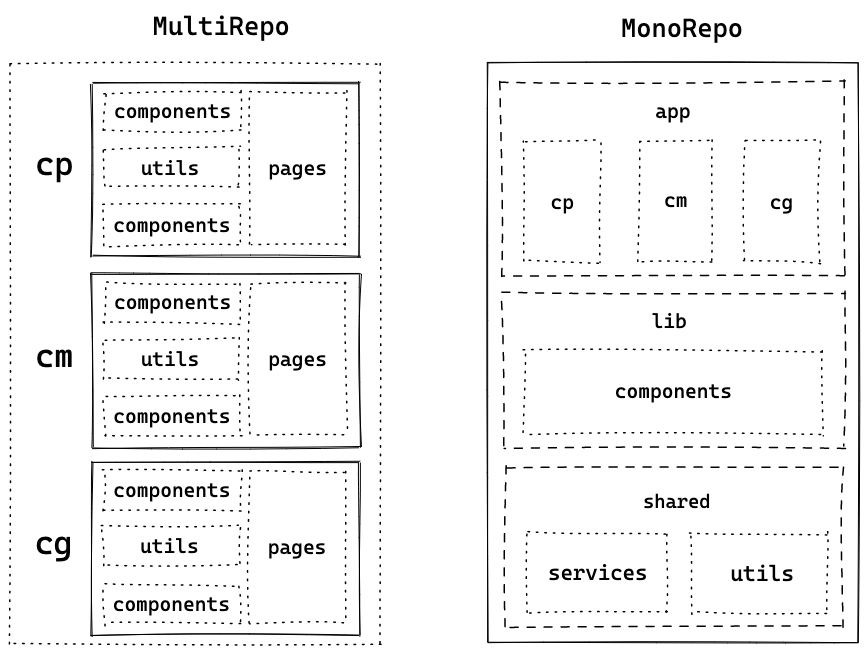 MultiRepo
cp
components
utils
components
pages
cm
components
utils
components
pages
cg
components
utils
components
pages
MonoRepo
app
cp
cm
cg
lib
components
shared
services
utils